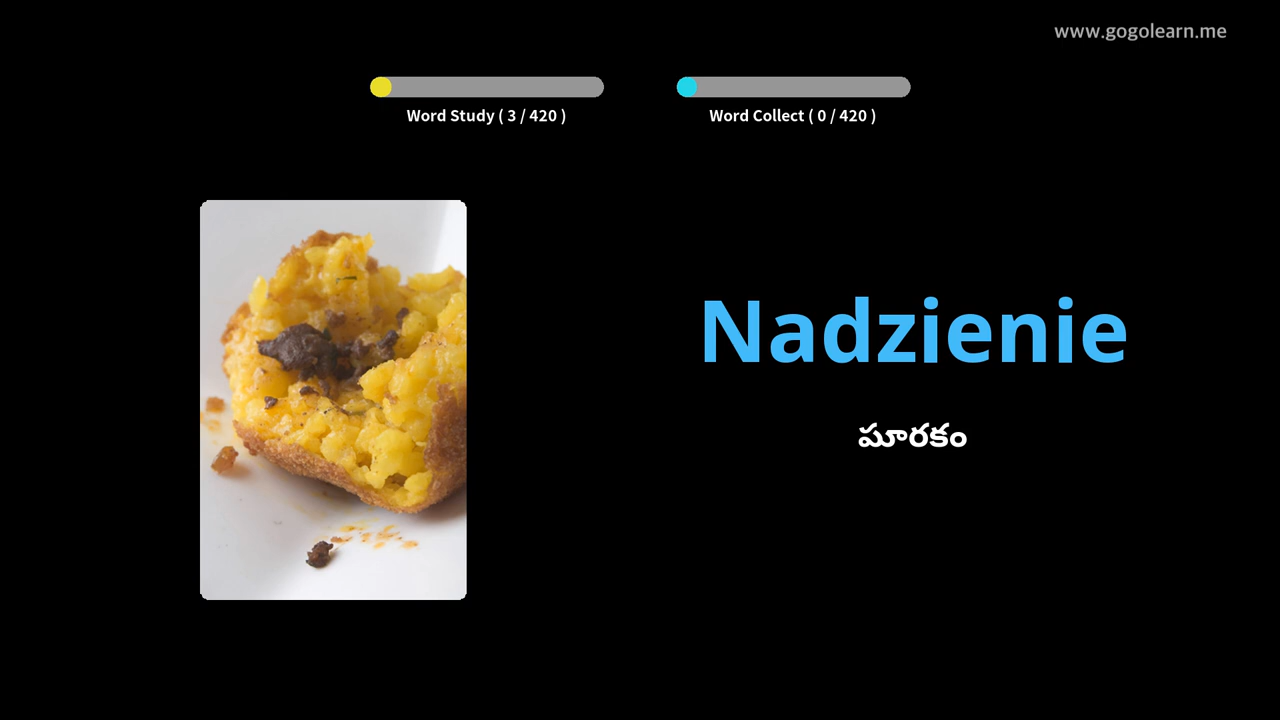 www.gogolearn.me
Word Study ( 3 / 420 )
Word Collect ( 0 / 420 )
Nadzienie
పూరకం